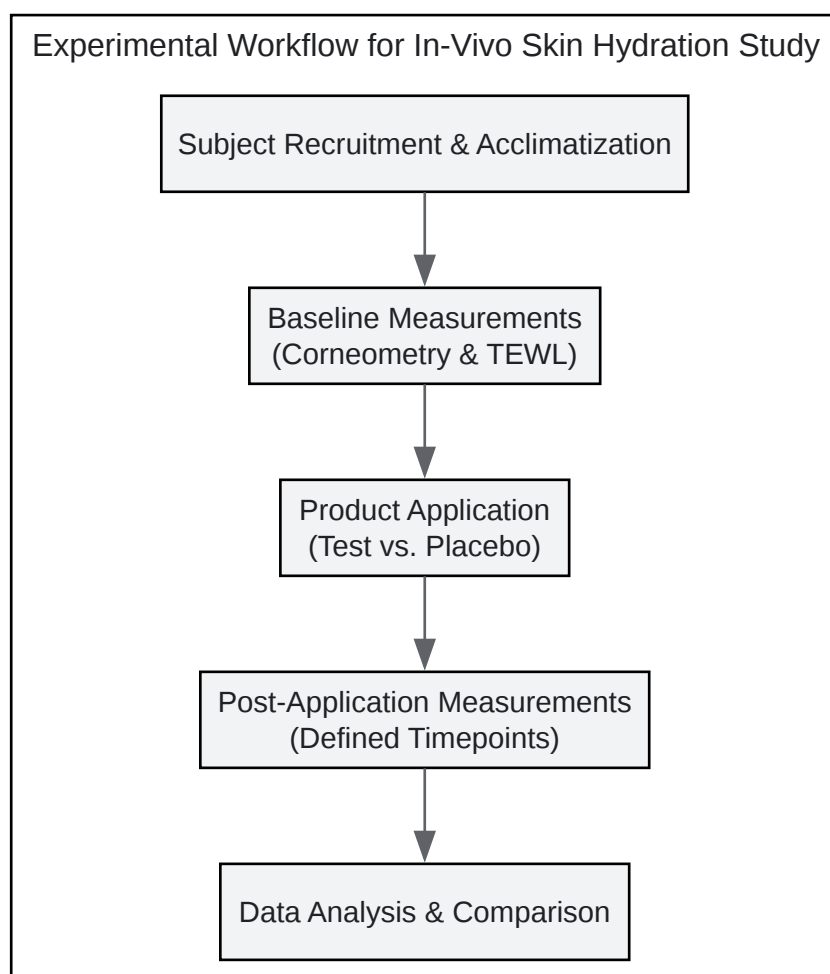 Experimental Workflow for In-Vivo Skin Hydration Study
Subject Recruitment & Acclimatization
Baseline Measurements
(Corneometry & TEWL)
Product Application
(Test vs. Placebo)
Post-Application Measurements
(Defined Timepoints)
Data Analysis & Comparison